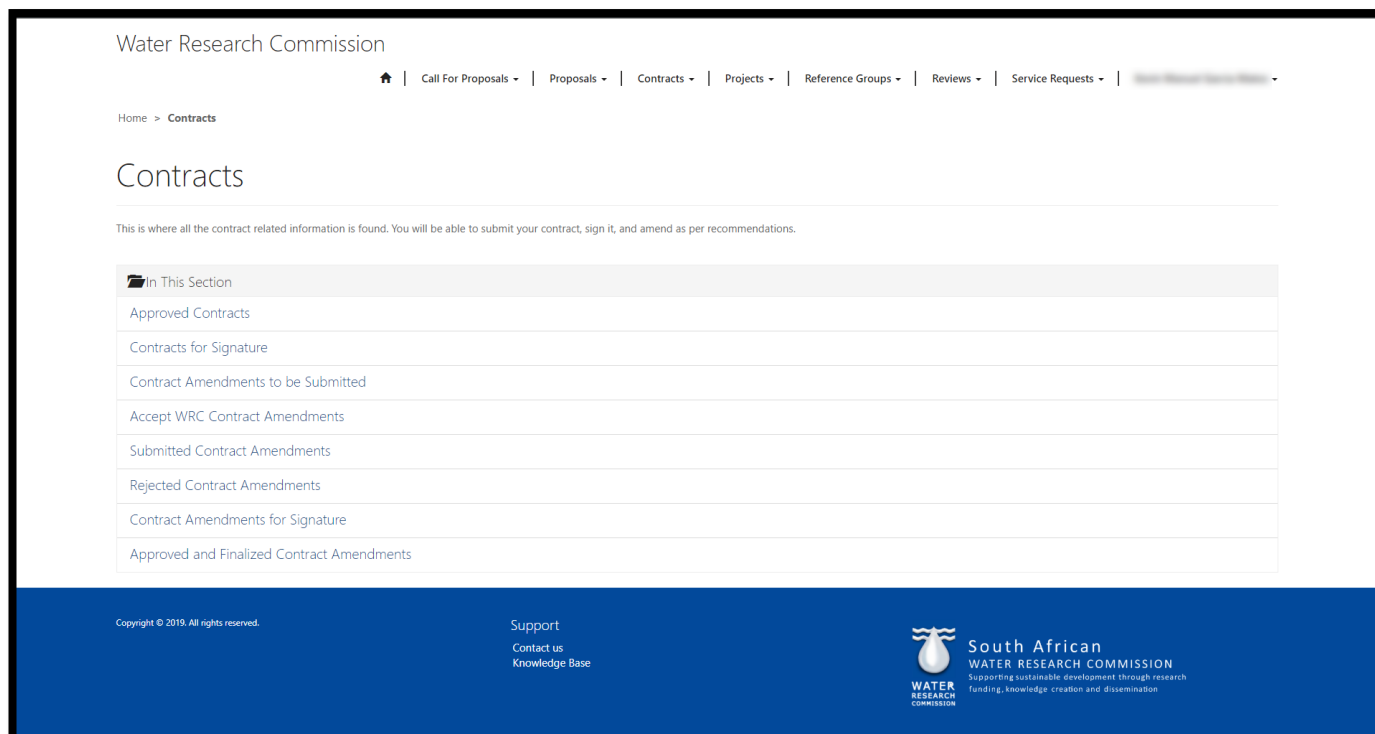 Water Research Commission
Call For Proposals | Proposals | Contracts | Projects | Reference Groups | Reviews | Service Requests |
Home > Contracts
Contracts
This is where all the contract related information is found. You will be able to submit your contract, sign it, and amend as per recommendations.
In This Section
Approved Contracts
Contracts for Signature
Contract Amendments to be Submitted
Accept WRC Contract Amendments
Submitted Contract Amendments
Rejected Contract Amendments
Contract Amendments for Signature
Approved and Finalized Contract Amendments
Copyright © 2019. All rights reserved.
Support
Contact us
Knowledge Base
WATER
RESEARCH
COMMISSION
South African
WATER RESEARCH COMMISSION
Supporting sustainable development through research
funding, knowledge creation and dissemination